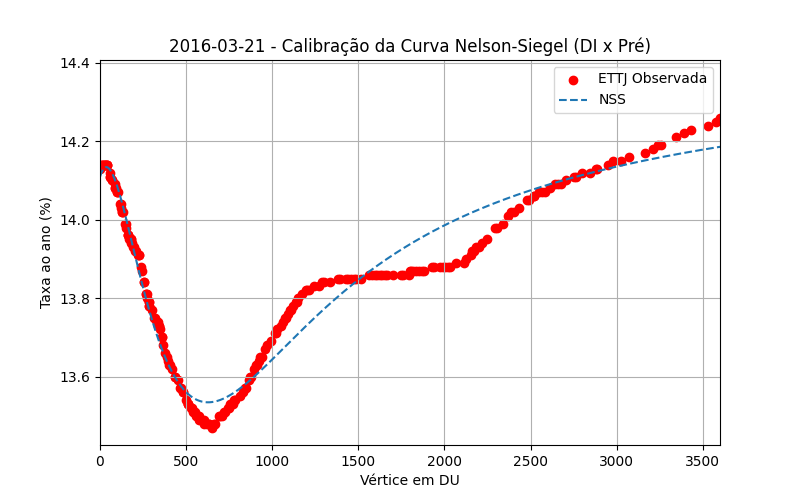 2016-03-21 - Calibração da Curva Nelson-Siegel (DI x Pré)
14.4
14.2
14.0
13.8
13.6
Taxa ao ano (%)
ETTJ Observada
NSS
0
500
1000
1500
2000
2500
3000
3500
Vértice em DU